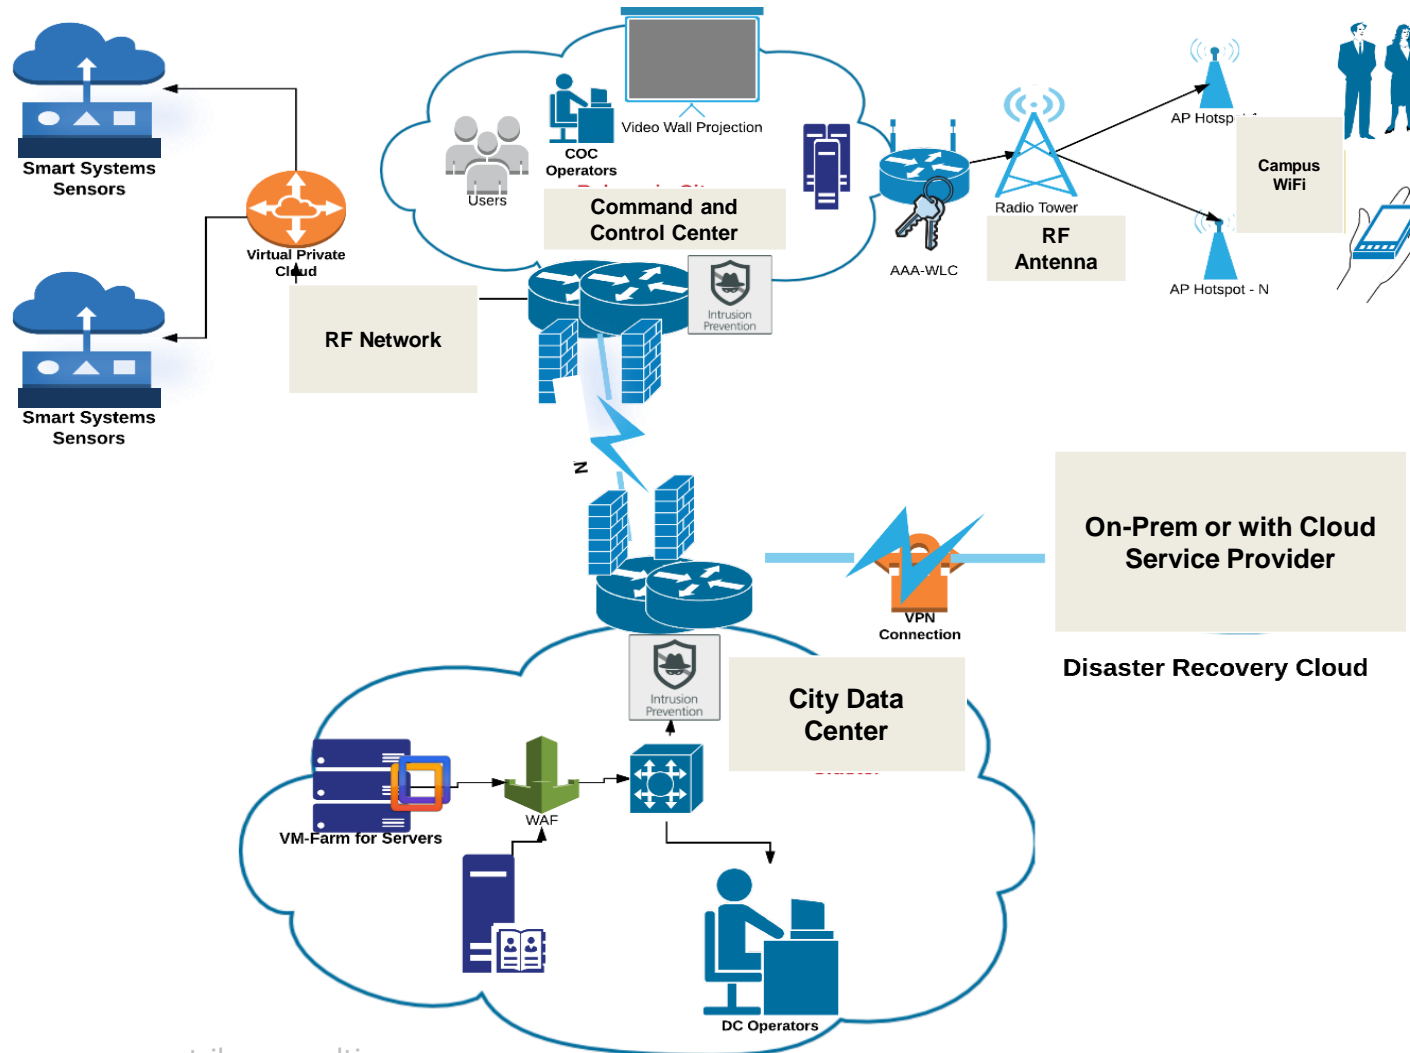 Smart Systems
Sensors
Virtual Private
Cloud
Smart Systems
Sensors
RF Network
Users
COC
Operators
Video Wall Projection
Command and
Control Center
Intrusion
Prevention
AAA-WLC
Radio Tower
RF
Antenna
AP Hotspot
Campus
WiFi
AP Hotspot - N
N
VPN
Connection
On-Prem or with Cloud
Service Provider
Disaster Recovery Cloud
Intrusion
Prevention
City Data
Center
VM-Farm for Servers
WAF
DC Operators